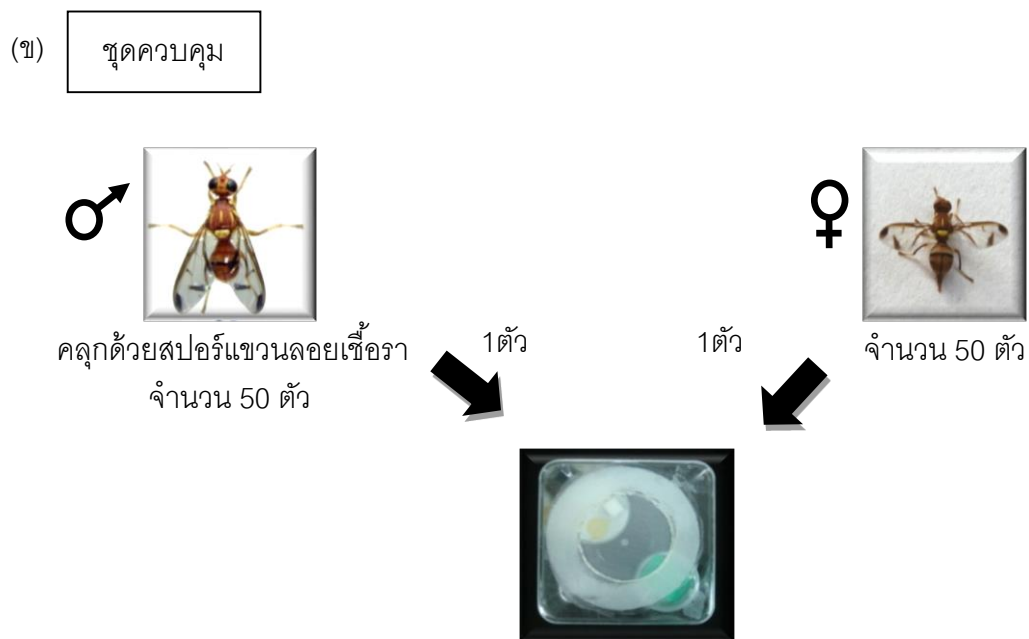 (ข) ชุดควบคุม
คลุกด้วยสปอร์แขวนลอยเชื้อรา
จำนวน 50 ตัว
1ตัว
1ตัว
จำนวน 50 ตัว